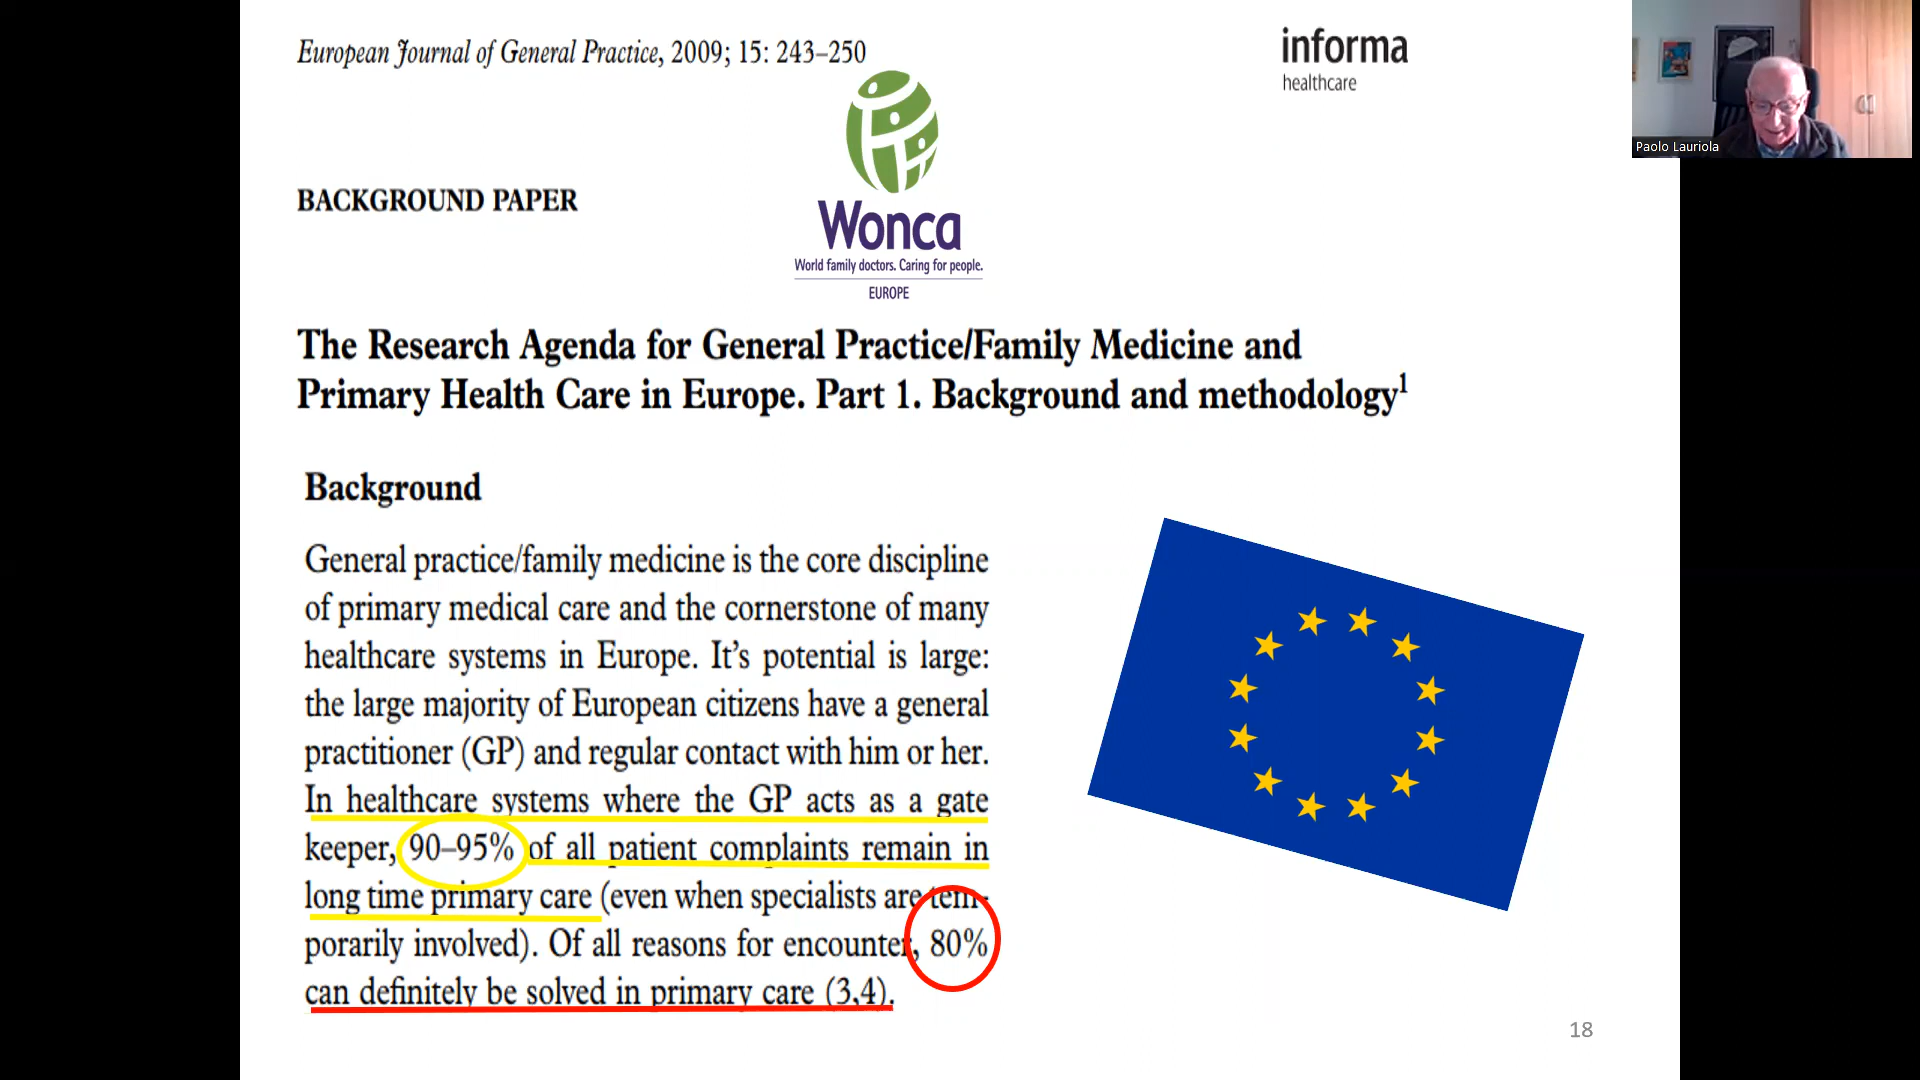 European Journal of General Practice, 2009; 15: 243–250
informa
healthcare
BACKGROUND PAPER
Wonca
World family doctors. Caring for people.
EUROPE
The Research Agenda for General Practice/Family Medicine and
Primary Health Care in Europe. Part 1. Background and methodology1
Background
General practice/family medicine is the core discipline
of primary medical care and the cornerstone of many
healthcare systems in Europe. It’s potential is large:
the large majority of European citizens have a general
practitioner (GP) and regular contact with him or her.
In healthcare systems where the GP acts as a gate
keeper, 90–95% of all patient complaints remain in
long time primary care (even when specialists are tem-
porarily involved). Of all reasons for encounter, 80%
can definitely be solved in primary care (3,4).
18
Paolo Lauriola